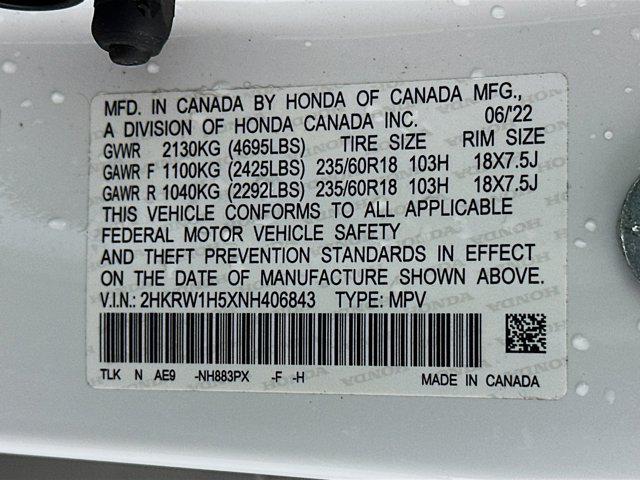 MFD. IN CANADA BY HONDA OF CANADA MFG.,
A DIVISION OF HONDA CANADA INC. 06/'22
GVWR 2130KG (4695LBS) TIRE SIZE RIM SIZE
GAWR F 1100KG (2425LBS) 235/60R18 103H 18X7.5J
GAWR R 1040KG (2292LBS) 235/60R18 103H 18X7.5J
THIS VEHICLE CONFORMS TO ALL APPLICABLE
FEDERAL MOTOR VEHICLE SAFETY
AND THEFT PREVENTION STANDARDS IN EFFECT
ON THE DATE OF MANUFACTURE SHOWN ABOVE.
V.I.N.: 2HKRW1H5XNH406843 TYPE: MPV
TLK N AE9 -NH883PX -F -H MADE IN CANADA